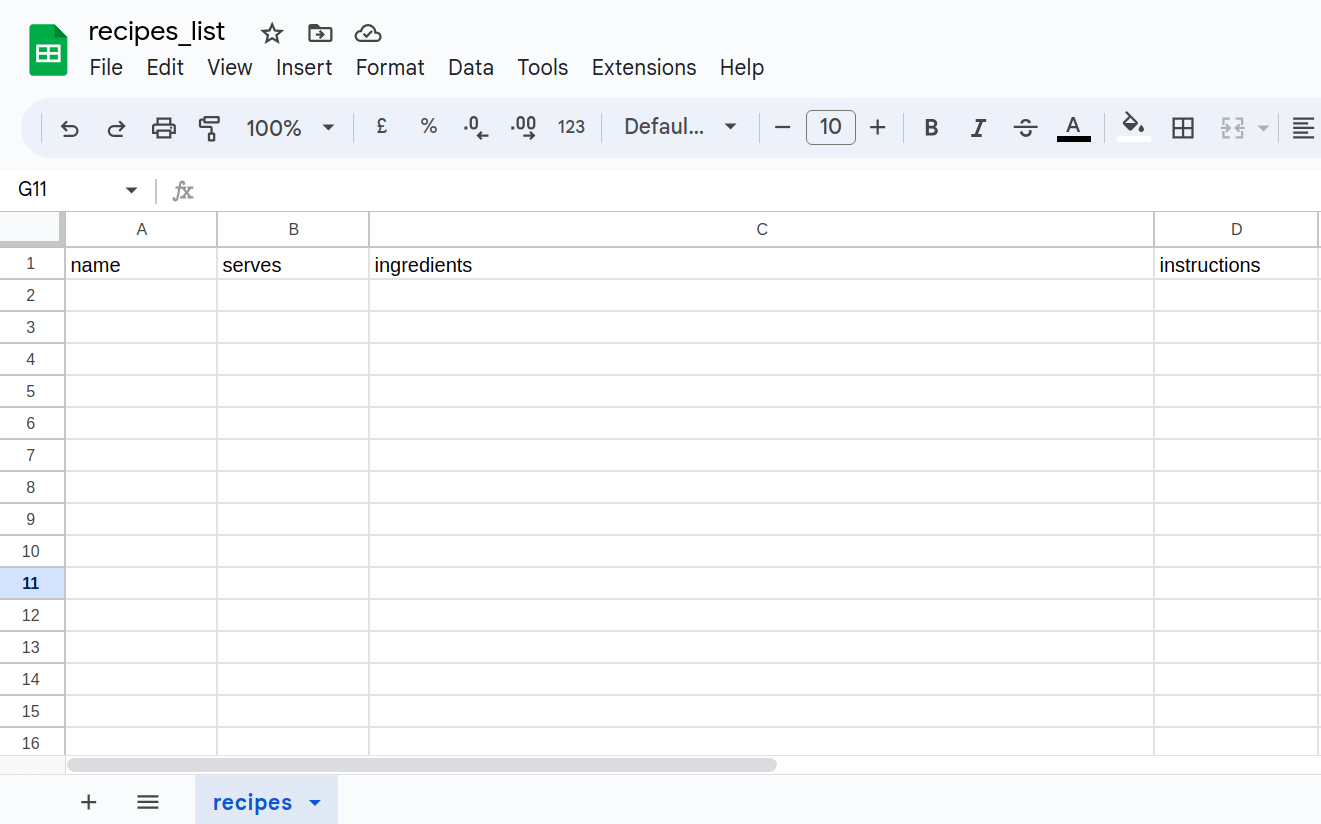 recipes_list
File Edit View Insert Format Data Tools Extensions Help
100% £ % .0 .00 123 Defaul... 10 B I S A
G11 fx
A B C D
1 name serves ingredients instructions
2
3
4
5
6
7
8
9
10
11
12
13
14
15
16
recipes